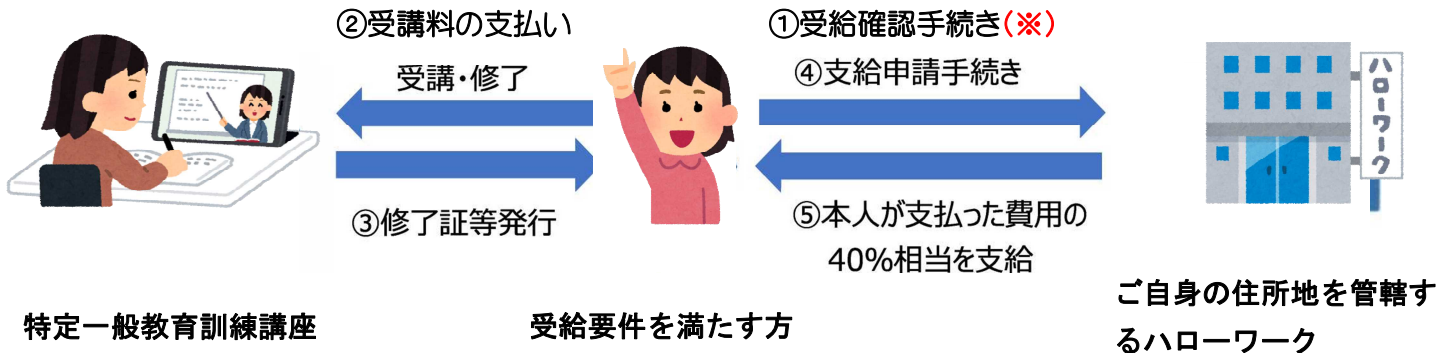 ②受講料の支払い
受講・修了
③修了証等発行
①受給確認手続き(※)
④支給申請手続き
⑤本人が支払った費用の
40%相当を支給
ハローワーク
特定一般教育訓練講座
受給要件を満たす方
ご自身の住所地を管轄す
るハローワーク